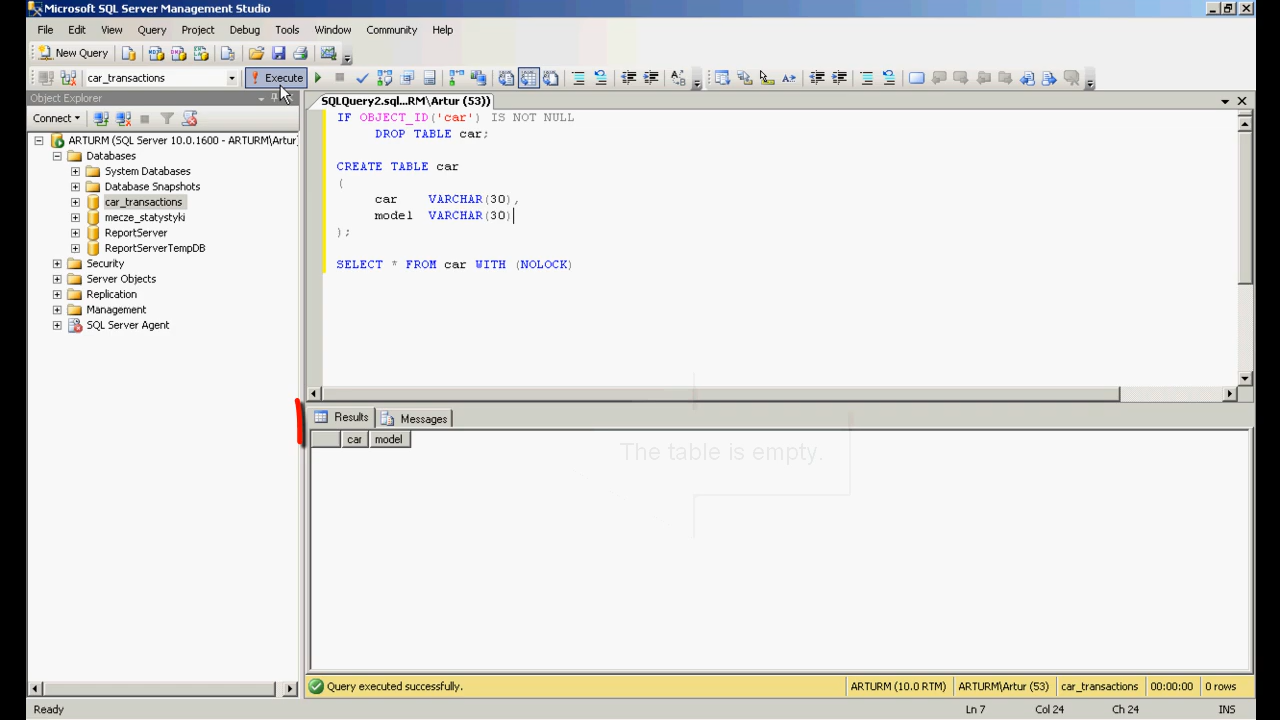 Microsoft SQL Server Management Studio
File Edit View Query Project Debug Tools Window Community Help
New Query
car_transactions Execute
Object Explorer
Connect
ARTURM (SQL Server 10.0.1600 - ARTURM\Artur
Databases
System Databases
Database Snapshots
car_transactions
mecze_statystyki
ReportServer
ReportServerTempDB
Security
Server Objects
Replication
Management
SQL Server Agent
SQLQuery2.sql...RM\Artur (53))
IF OBJECT_ID('car') IS NOT NULL
DROP TABLE car;
CREATE TABLE car
(
car VARCHAR(30),
model VARCHAR(30)
);
SELECT * FROM car WITH (NOLOCK)
Results Messages
car model
The table is empty.
Query executed successfully. ARTURM (10.0 RTM) ARTURM\Artur (53) car_transactions 00:00:00 0 rows
Ready Ln 7 Col 24 Ch 24 INS